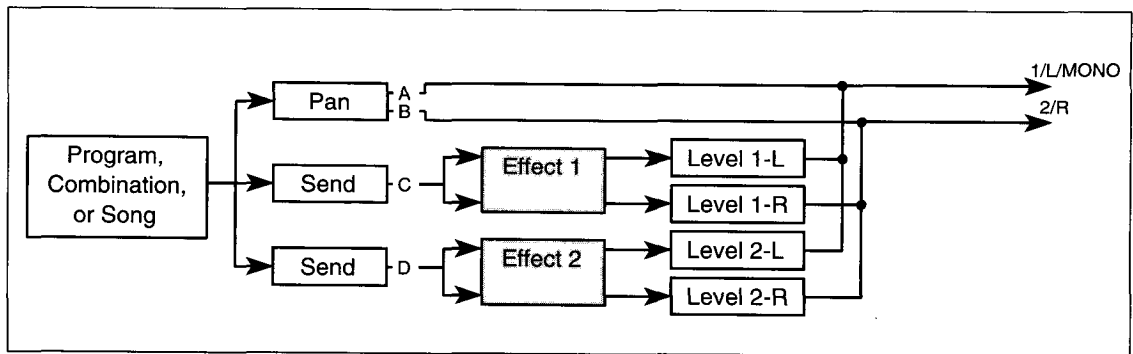 1/L/MONO
Pan
A
B
2/R
Program,
Combination,
or Song
Send
C
Effect 1
Level 1-L
Level 1-R
Send
D
Effect 2
Level 2-L
Level 2-R